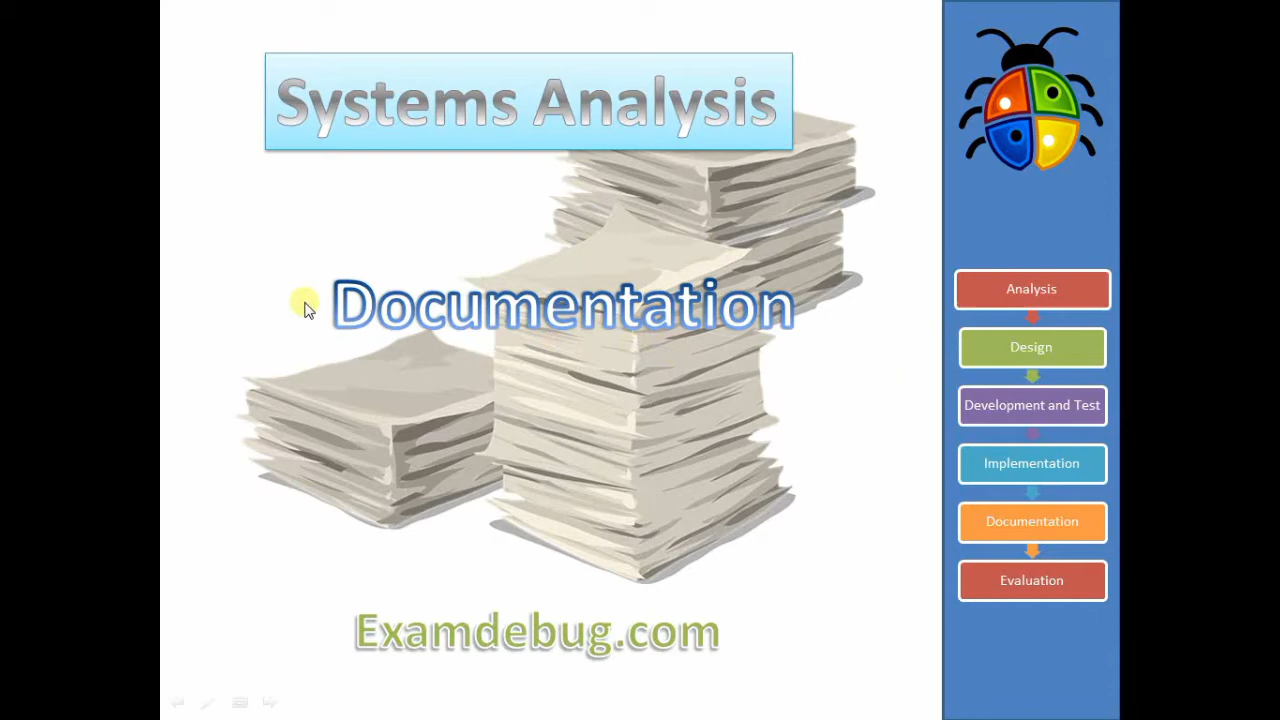 Systems Analysis
Documentation
Examdebug.com
Analysis
Design
Development and Test
Implementation
Documentation
Evaluation